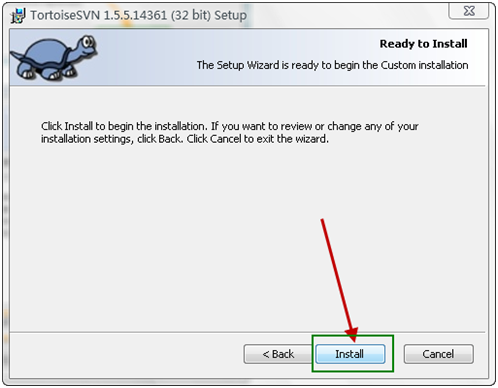 TortoiseSVN 1.5.5.14361 (32 bit) Setup
Ready to Install
The Setup Wizard is ready to begin the Custom installation
Click Install to begin the installation. If you want to review or change any of your
installation settings, click Back. Click Cancel to exit the wizard.
< Back Install Cancel